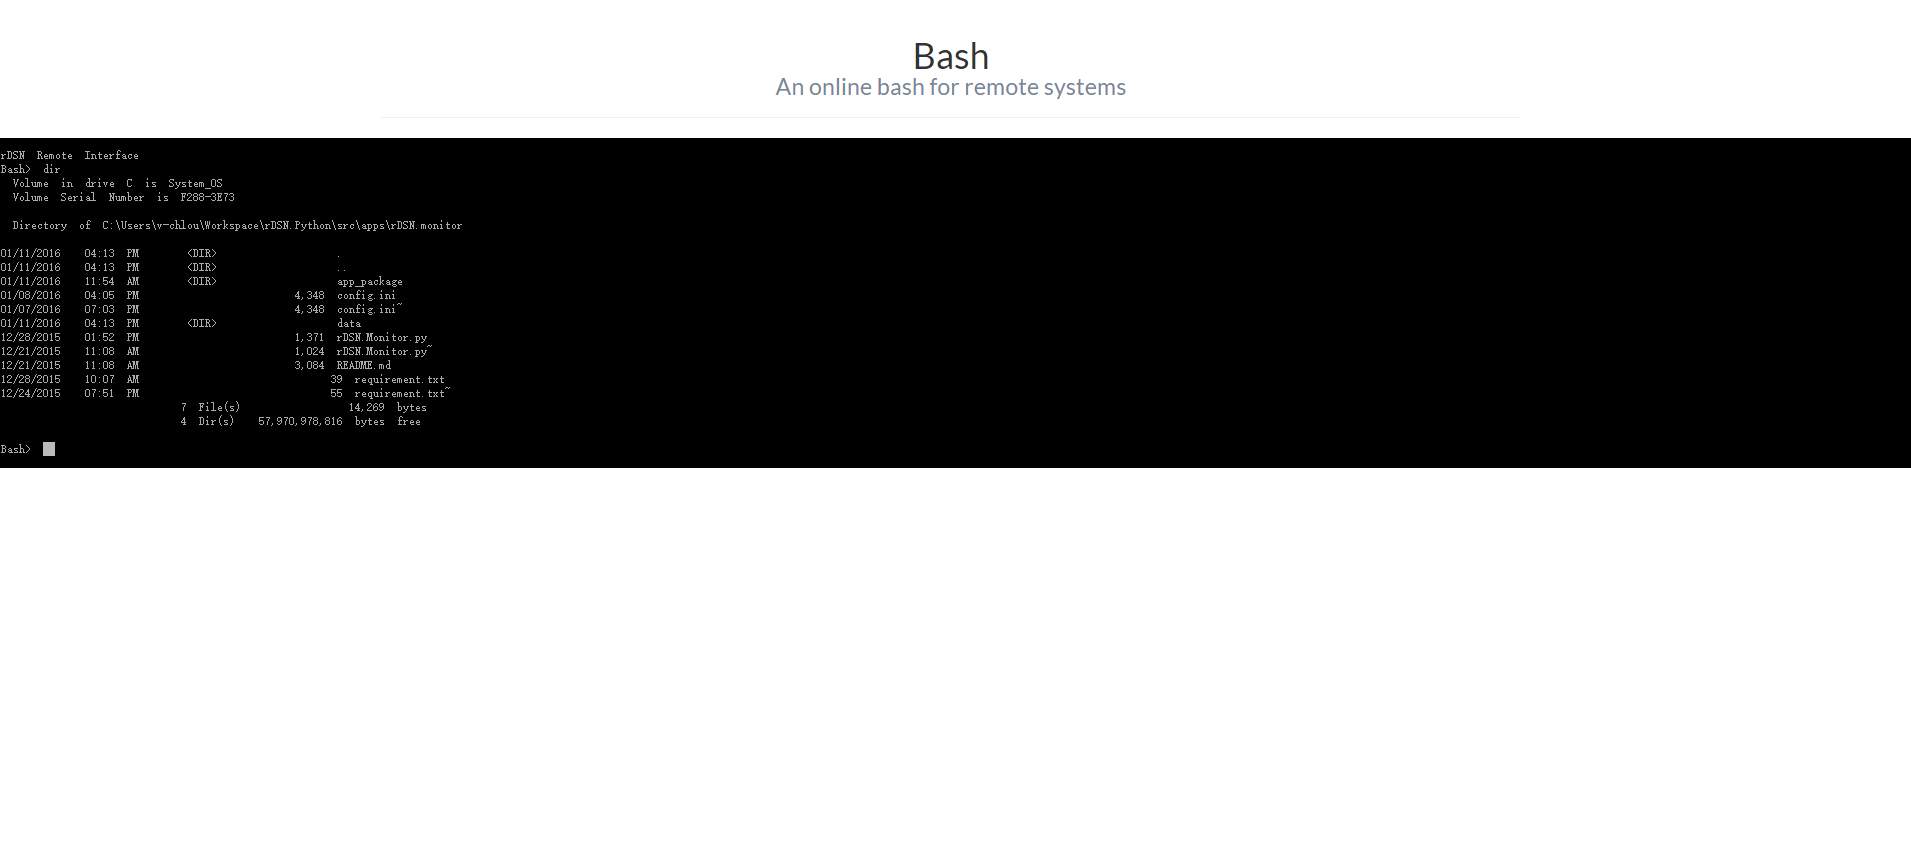 Bash
An online bash for remote systems
rDSN Remote Interface
Bash> dir
Volume in drive C is System_OS
Volume Serial Number is F288-3E73
Directory of C:\Users\v-chlou\Workspace\rDSN.Python\src\apps\rDSN.monitor
01/11/2016 04:13 PM <DIR> .
01/11/2016 04:13 PM <DIR> ..
01/11/2016 11:54 AM <DIR> app_package
01/08/2016 04:05 PM 4,348 config.ini
01/07/2016 07:03 PM 4,348 config.ini~
01/11/2016 04:13 PM <DIR> data
12/28/2015 01:52 PM 1,371 rDSN.Monitor.py
12/21/2015 11:08 AM 1,024 rDSN.Monitor.py~
12/21/2015 11:08 AM 3,084 README.md
12/28/2015 10:07 AM 39 requirement.txt
12/24/2015 07:51 PM 55 requirement.txt~
7 File(s) 14,269 bytes
4 Dir(s) 57,970,978,816 bytes free
Bash>